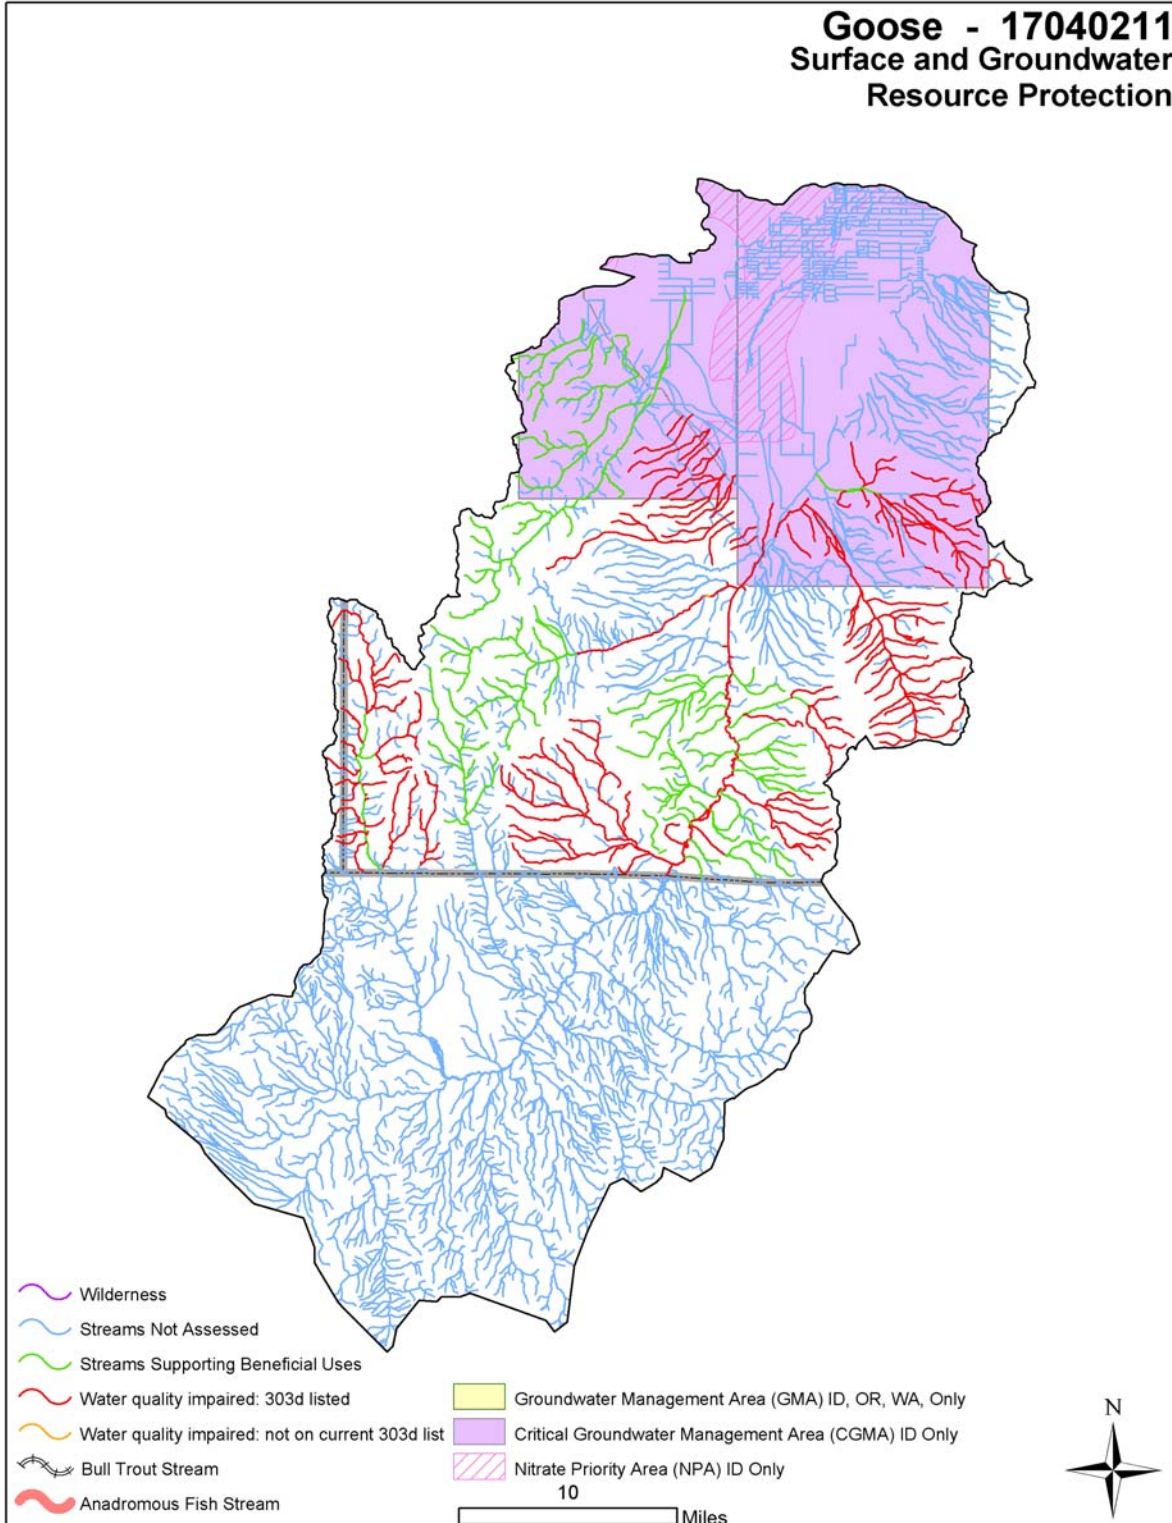 Goose - 17040211
Surface and Groundwater
Resource Protection
Wilderness
Streams Not Assessed
Streams Supporting Beneficial Uses
Water quality impaired: 303d listed
Water quality impaired: not on current 303d list
Bull Trout Stream
Anadromous Fish Stream
Groundwater Management Area (GMA) ID, OR, WA, Only
Critical Groundwater Management Area (CGMA) ID Only
Nitrate Priority Area (NPA) ID Only
10
Miles
N